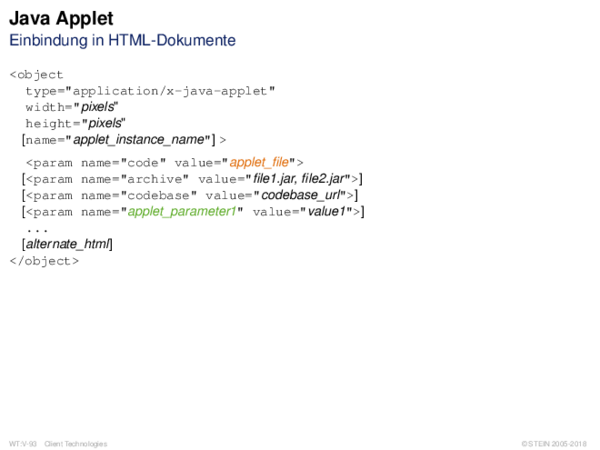 Java Applet
Einbindung in HTML-Dokumente
<object
type="application/x-java-applet"
width="pixels"
height="pixels"
[name="applet_instance_name"] >
<param name="code" value="applet_file">
[<param name="archive" value="file1.jar, file2.jar">]
[<param name="codebase" value="codebase_url">]
[<param name="applet_parameter1" value="value1">]
...
[alternate_html]
</object>
WT:V-93 Client Technologies
© STEIN 2005-2018